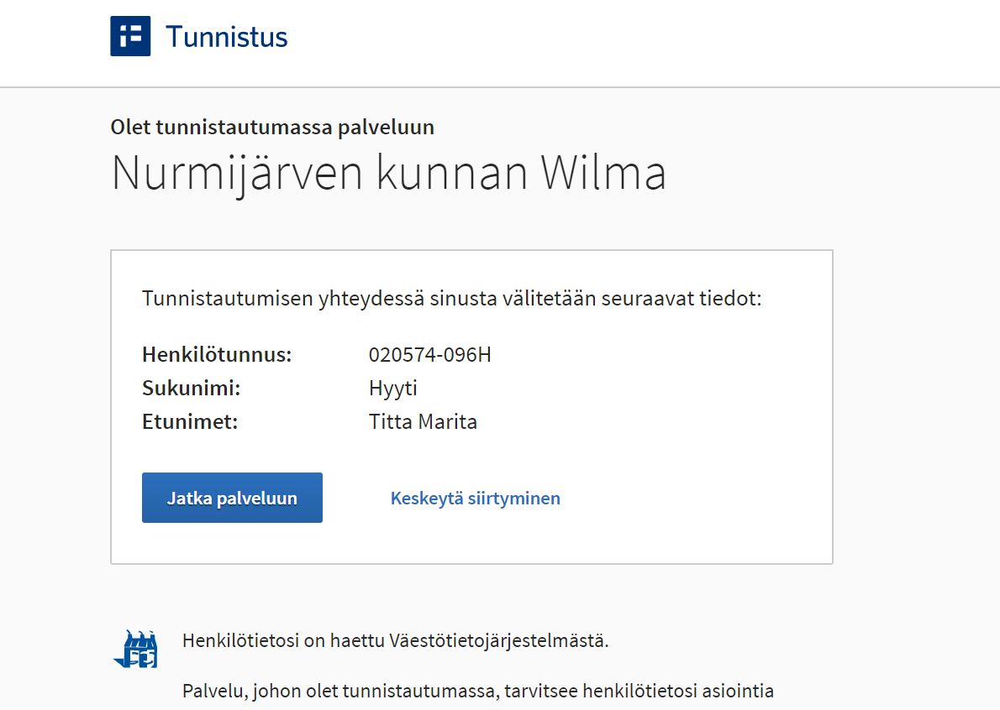 Tunnistus
Olet tunnistautumassa palveluun
Nurmijärven kunnan Wilma
Tunnistautumisen yhteydessä sinusta välitetään seuraavat tiedot:
Henkilötunnus: 020574-096H
Sukunimi: Hyyti
Etunimet: Titta Marita
Jatka palveluun Keskeytä siirtyminen
Henkilötietosi on haettu Väestötietojärjestelmästä.
Palvelu, johon olet tunnistautumassa, tarvitsee henkilötietosi asiointia